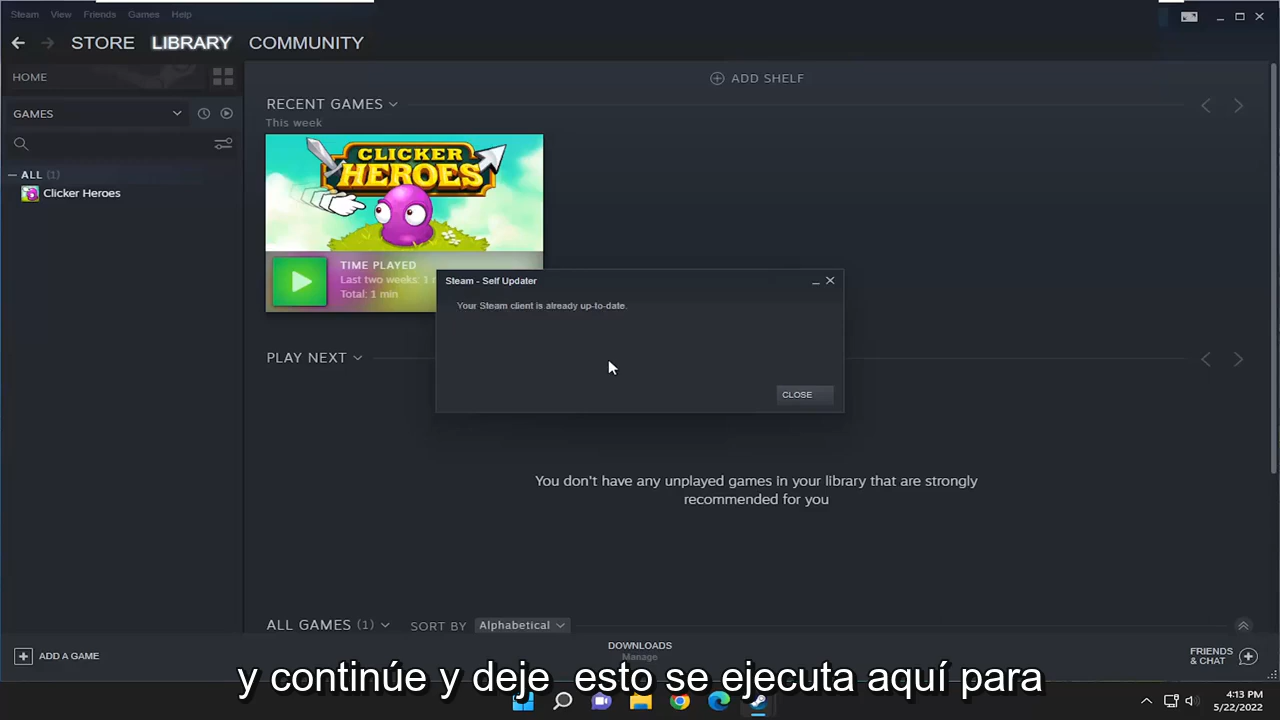 Steam View Friends Games Help
STORE LIBRARY COMMUNITY
HOME
ADD SHELF
GAMES
RECENT GAMES
This week
CLICKER
HEROES
ALL (1)
Clicker Heroes
TIME PLAYED
Last two weeks: 1
Total: 1 min
Steam - Self Updater
Your Steam client is already up-to-date.
CLOSE
PLAY NEXT
You don't have any unplayed games in your library that are strongly
recommended for you
ALL GAMES (1) SORT BY Alphabetical
ADD A GAME
DOWNLOADS
Manage
FRIENDS
& CHAT
y continúe y deje esto se ejecuta aquí para
4:13 PM
5/22/2022